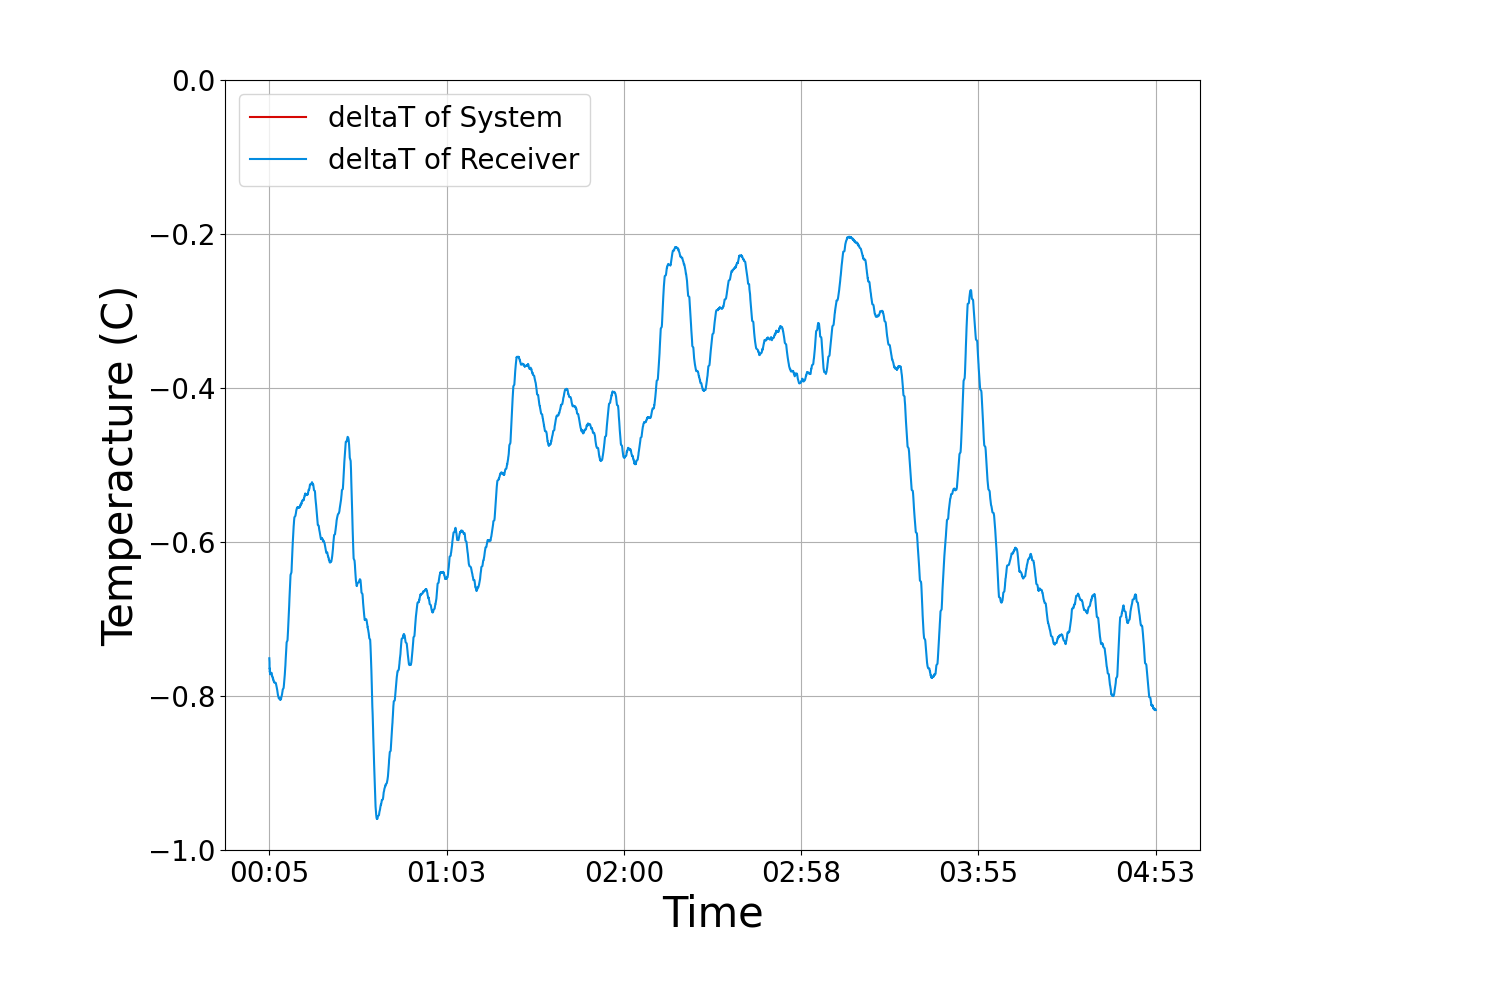 0.0
deltaT of System
deltaT of Receiver
−0.2
−0.4
−0.6
−0.8
−1.0
Temperacture (C)
00:05 01:03 02:00 02:58 03:55 04:53
Time